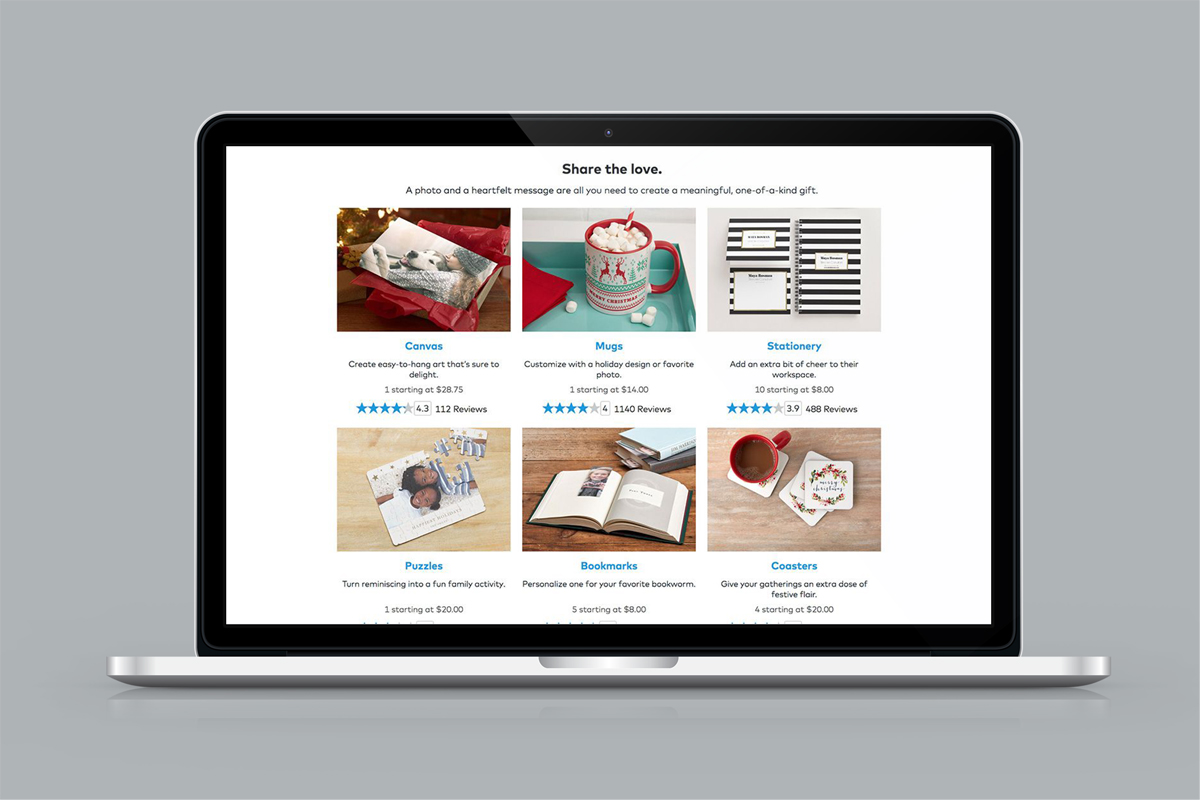 Share the love.
A photo and a heartfelt message are all you need to create a meaningful, one-of-a-kind gift.
MERRY CHRISTMAS
Canvas
Create easy-to-hang art that's sure to
delight.
1 starting at $28.75
4.3 112 Reviews
Mugs
Customize with a holiday design or favorite
photo.
1 starting at $14.00
4 1140 Reviews
Stationery
Add an extra bit of cheer to their
workspace.
10 starting at $8.00
3.9 488 Reviews
HAPPIEST HOLIDAYS
merry
christmas
Puzzles
Turn reminiscing into a fun family activity.
1 starting at $20.00
Bookmarks
Personalize one for your favorite bookworm.
5 starting at $8.00
Coasters
Give your gatherings an extra dose of
festive flair.
4 starting at $20.00